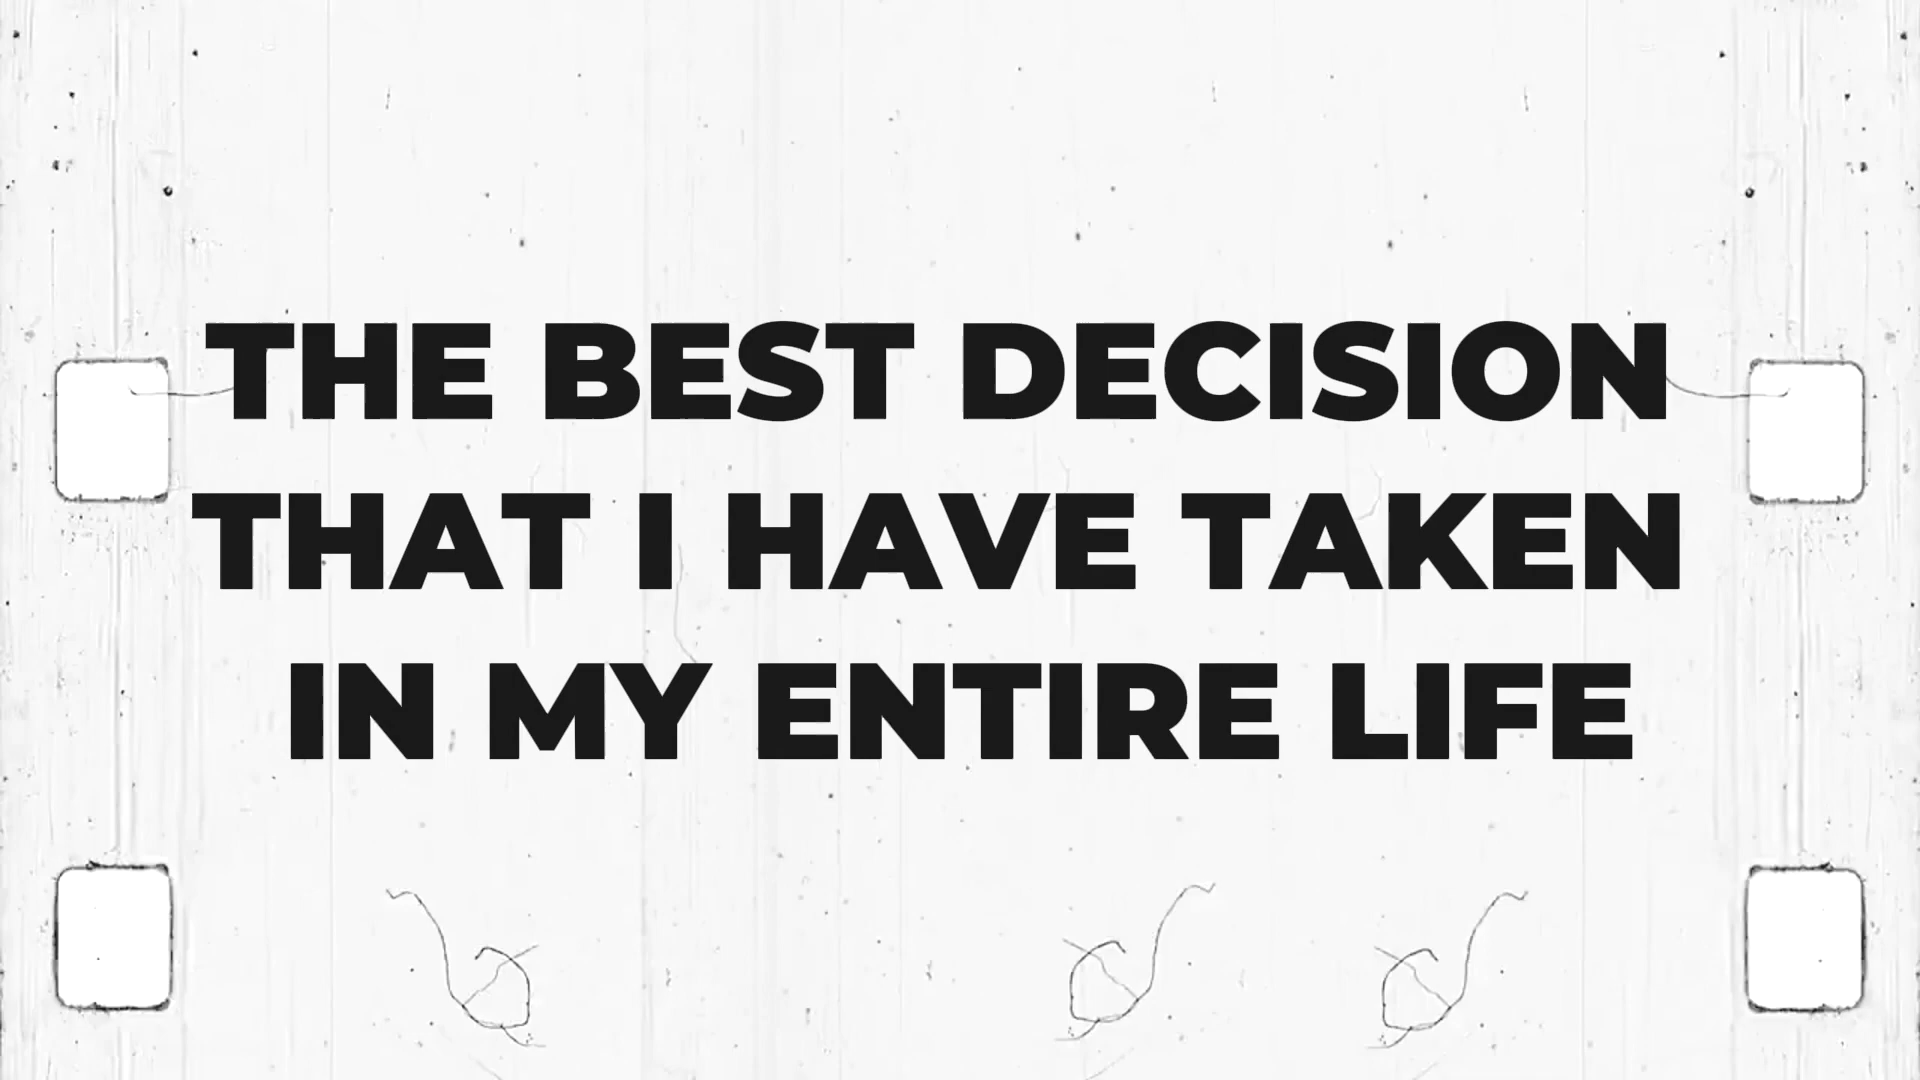 THE BEST DECISION
THAT I HAVE TAKEN
IN MY ENTIRE LIFE